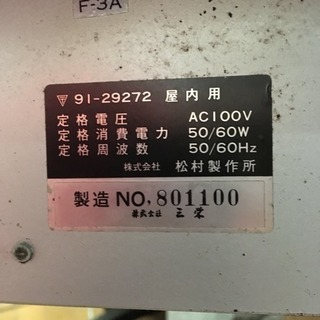 F-3A
91-29272 屋内用
定格電圧 AC100V
定格消費電力 50/60W
定格周波数 50/60Hz
株式会社 松村製作所
製造 NO, 801100
株式会社 三栄